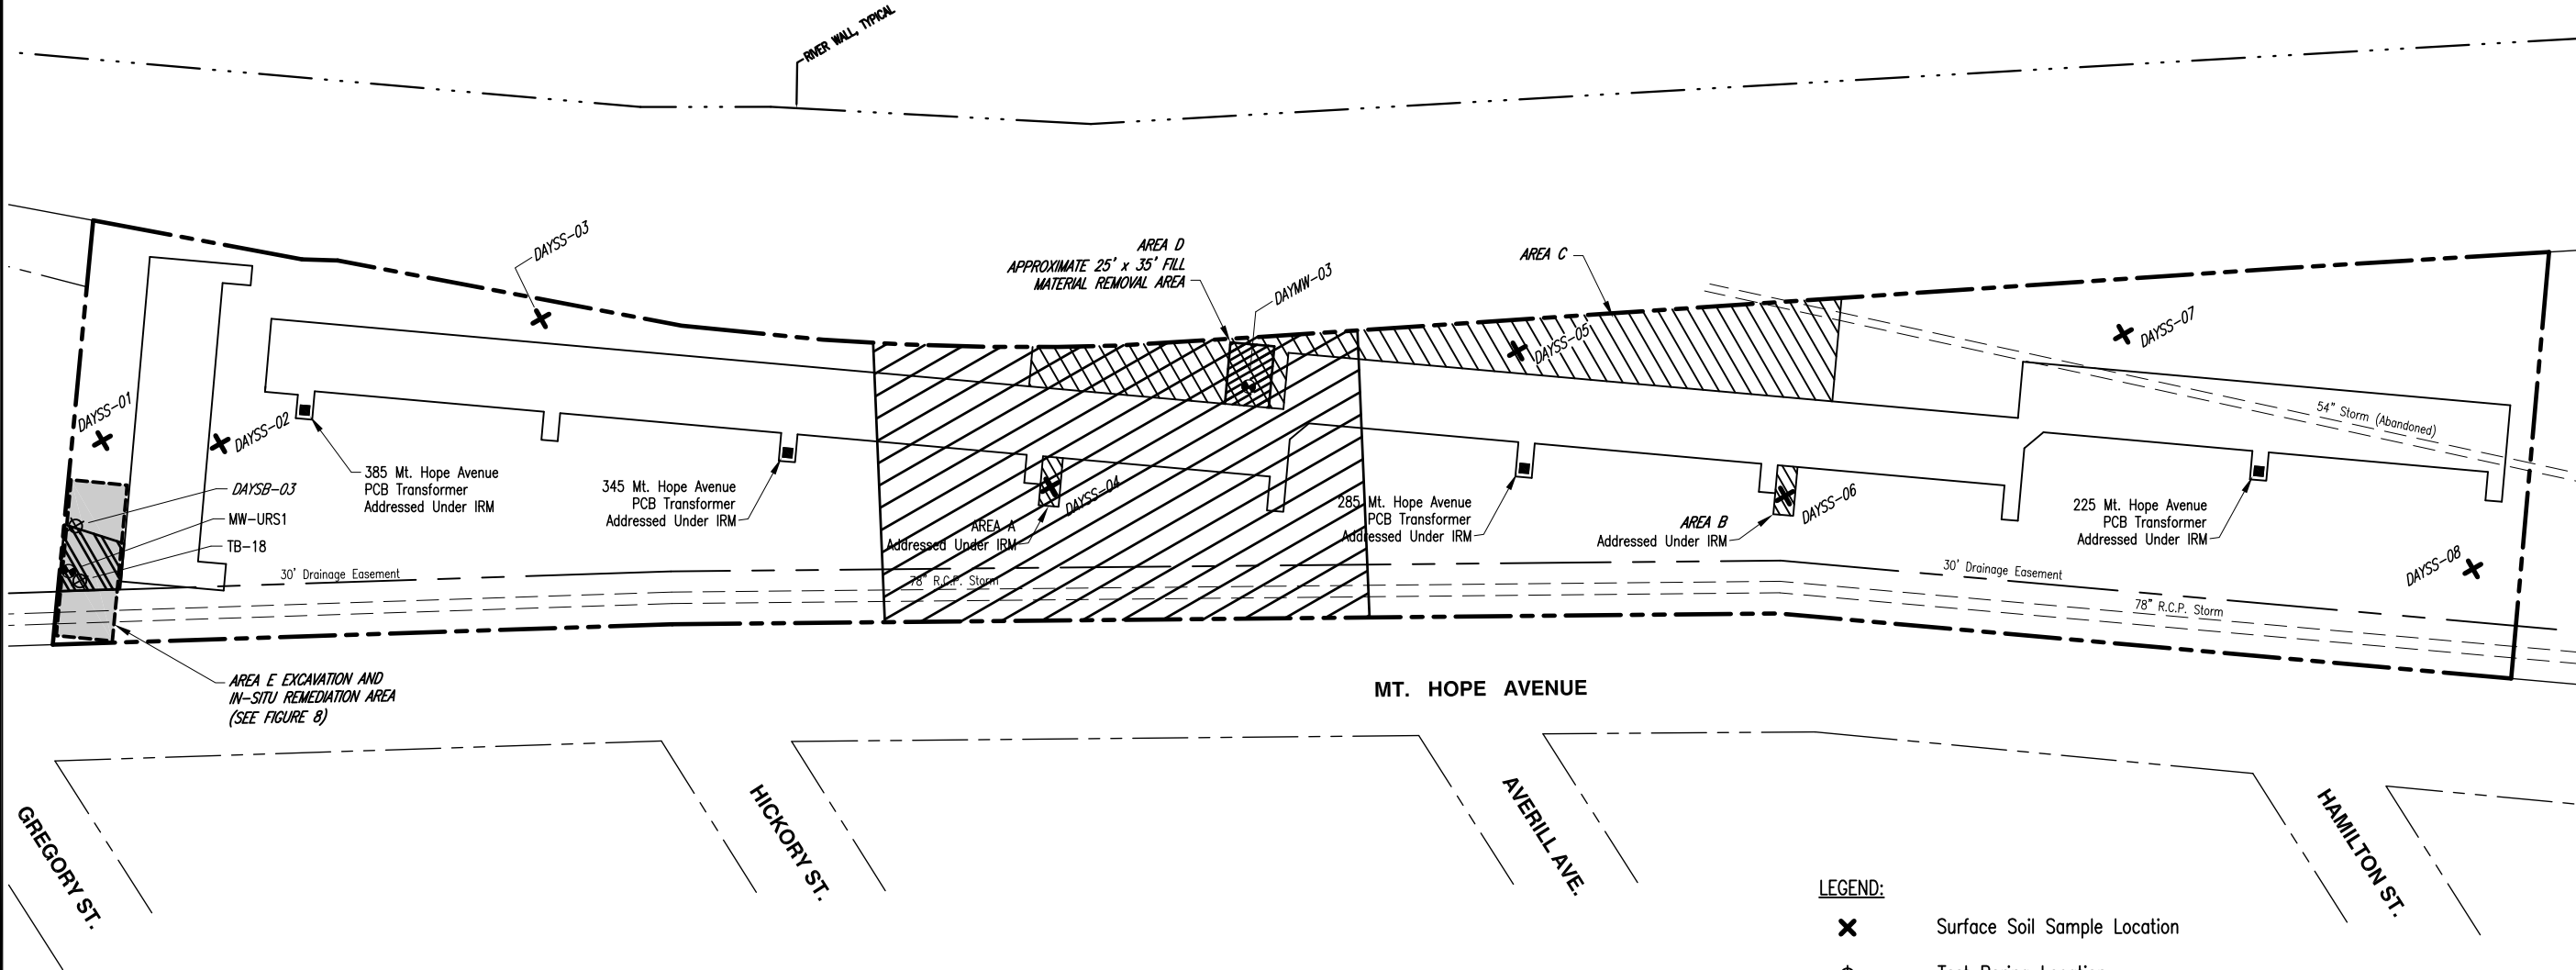 RIVER WALL, TYPICAL
DAYSS-03
AREA D
APPROXIMATE 25' x 35' FILL
MATERIAL REMOVAL AREA
DAYMW-03
AREA C
DAYSS-05
DAYSS-07
DAYSS-01
DAYSS-02
54" Storm (Abandoned)
385 Mt. Hope Avenue
PCB Transformer
Addressed Under IRM
345 Mt. Hope Avenue
PCB Transformer
Addressed Under IRM
DAYSS-04
AREA A
Addressed Under IRM
285 Mt. Hope Avenue
PCB Transformer
Addressed Under IRM
AREA B
Addressed Under IRM
DAYSS-06
225 Mt. Hope Avenue
PCB Transformer
Addressed Under IRM
DAYSS-08
DAYSB-03
MW-URS1
TB-18
30' Drainage Easement
78" R.C.P. Storm
30' Drainage Easement
78" R.C.P. Storm
AREA E EXCAVATION AND
IN-SITU REMEDIATION AREA
(SEE FIGURE 8)
MT. HOPE AVENUE
GREGORY ST.
HICKORY ST.
AVERILL AVE.
HAMILTON ST.
LEGEND:
Surface Soil Sample Location